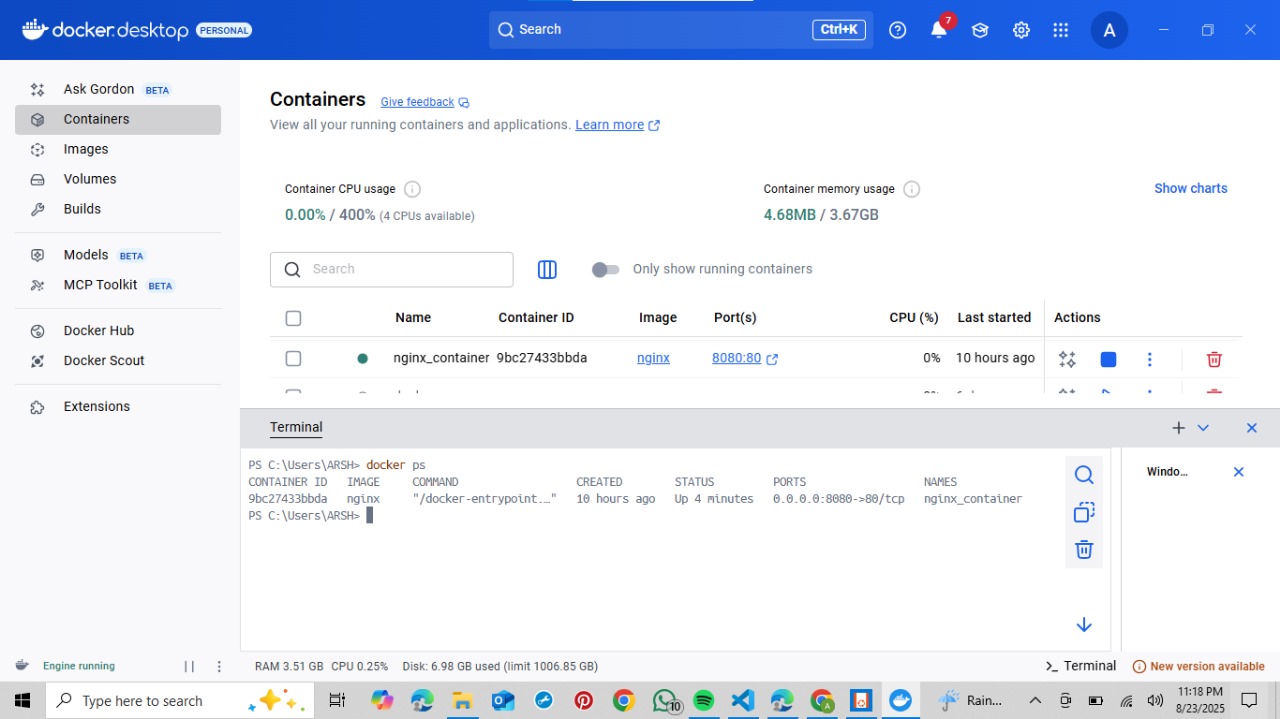 docker.desktop PERSONAL
Search
Ctrl+K
7
A
Ask Gordon BETA
Containers
Images
Volumes
Builds
Models BETA
MCP Toolkit BETA
Docker Hub
Docker Scout
Extensions
Containers Give feedback
View all your running containers and applications. Learn more
Container CPU usage
0.00% / 400% (4 CPUs available)
Container memory usage
4.68MB / 3.67GB
Show charts
Search
Only show running containers
Name Container ID Image Port(s) CPU (%) Last started Actions
nginx_container 9bc27433bbda nginx 8080:80 0% 10 hours ago
Terminal
PS C:\Users\ARSH> docker ps
CONTAINER ID IMAGE COMMAND CREATED STATUS PORTS NAMES
9bc27433bbda nginx "/docker-entrypoint.…" 10 hours ago Up 4 minutes 0.0.0.0:8080->80/tcp nginx_container
PS C:\Users\ARSH>
Windo...
Engine running
RAM 3.51 GB CPU 0.25% Disk: 6.98 GB used (limit 1006.85 GB)
>_ Terminal
New version available
Type here to search
10
A
Rain...
11:18 PM
8/23/2025